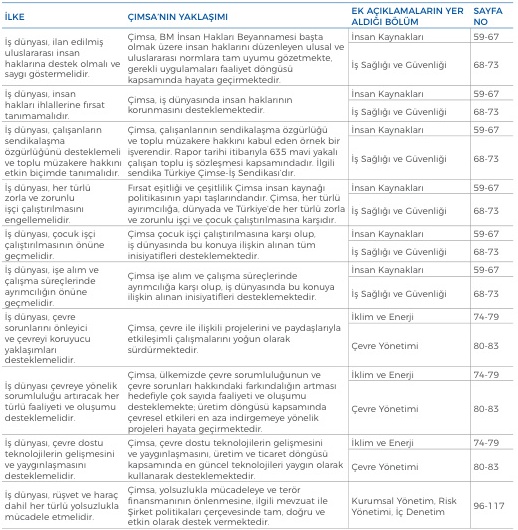 İLKE
ÇİMSA'NIN YAKLAŞIMI
EK AÇIKLAMALARIN YER
ALDIĞI BÖLÜM
SAYFA
NO
İş dünyası, ilan edilmiş
uluslararası insan
haklarına destek olmalı ve
saygı göstermelidir.
Çimsa, BM İnsan Hakları Beyannamesi başta
olmak üzere insan haklarını düzenleyen ulusal ve
uluslararası normlara tam uyumu gözetmekte,
gerekli uygulamaları faaliyet döngüsü
kapsamında hayata geçirmektedir.
İnsan Kaynakları
59-67
İş Sağlığı ve Güvenliği
68-73
İş dünyası, insan
hakları ihlallerine fırsat
tanımamalıdır.
Çimsa, iş dünyasında insan haklarının
korunmasını desteklemektedir.
İnsan Kaynakları
59-67
İş Sağlığı ve Güvenliği
68-73
İş dünyası, çalışanların
sendikalaşma
özgürlüğünü desteklemeli
ve toplu müzakere hakkını
etkin biçimde tanımalıdır.
Çimsa, çalışanlarının sendikalaşma özgürlüğü
ve toplu müzakere hakkını kabul eden örnek bir
işverendir. Rapor tarihi itibarıyla 635 mavi yakalı
çalışan toplu iş sözleşmesi kapsamındadır. İlgili
sendika Türkiye Çimse-İş Sendikası'dır.
İnsan Kaynakları
59-67
İş Sağlığı ve Güvenliği
68-73
İş dünyası, her türlü
zorla ve zorunlu
işçi çalıştırılmasını
engellemelidir.
Fırsat eşitliği ve çeşitlilik Çimsa insan kaynağı
politikasının yapı taşlarındandır. Çimsa, her türlü
ayrımcılığa, dünyada ve Türkiye'de her türlü zorla
ve zorunlu işçi ve çocuk çalıştırılmasına karşıdır.
İnsan Kaynakları
59-67
İş Sağlığı ve Güvenliği
68-73
İş dünyası, çocuk işçi
çalıştırılmasının önüne
geçmelidir.
Çimsa çocuk işçi çalıştırılmasına karşı olup,
iş dünyasında bu konuya ilişkin alınan tüm
inisiyatifleri desteklemektedir.
İnsan Kaynakları
59-67
İş Sağlığı ve Güvenliği
68-73
İş dünyası, işe alım ve
çalışma süreçlerinde
ayrımcılığın önüne
geçmelidir.
Çimsa işe alım ve çalışma süreçlerinde
ayrımcılığa karşı olup, iş dünyasında bu konuya
ilişkin alınan inisiyatifleri desteklemektedir.
İnsan Kaynakları
59-67
İş Sağlığı ve Güvenliği
68-73
İş dünyası, çevre
sorunlarını önleyici
ve çevreyi koruyucu
yaklaşımları
desteklemelidir.
Çimsa, çevre ile ilişkili projelerini ve paydaşlarıyla
etkileşimli çalışmalarını yoğun olarak
sürdürmektedir.
İklim ve Enerji
74-79
Çevre Yönetimi
80-83
İş dünyası çevreye yönelik
sorumluluğu artıracak her
türlü faaliyeti ve oluşumu
desteklemelidir.
Çimsa, ülkemizde çevre sorumluluğunun ve
çevre sorunları hakkındaki farkındalığın artması
hedefiyle çok sayıda faaliyeti ve oluşumu
desteklemekte; üretim döngüsü kapsamında
çevresel etkileri en aza indirgemeye yönelik
projeleri hayata geçirmektedir.
İklim ve Enerji
74-79
Çevre Yönetimi
80-83
İş dünyası, çevre dostu
teknolojilerin gelişmesini
ve yaygınlaşmasını
desteklemelidir.
Çimsa, çevre dostu teknolojilerin gelişmesini
ve yaygınlaşmasını, üretim ve ticaret döngüsü
kapsamında en güncel teknolojileri yaygın olarak
kullanarak desteklemektedir.
İklim ve Enerji
74-79
Çevre Yönetimi
80-83
İş dünyası, rüşvet ve haraç
dahil her türlü yolsuzlukla
mücadele etmelidir.
Çimsa, yolsuzlukla mücadeleye ve terör
finansmanının önlenmesine, ilgili mevzuat ile
Şirket politikaları çerçevesinde tam, doğru ve
etkin olarak destek vermektedir.
Kurumsal Yönetim, Risk
Yönetimi, İç Denetim
96-117